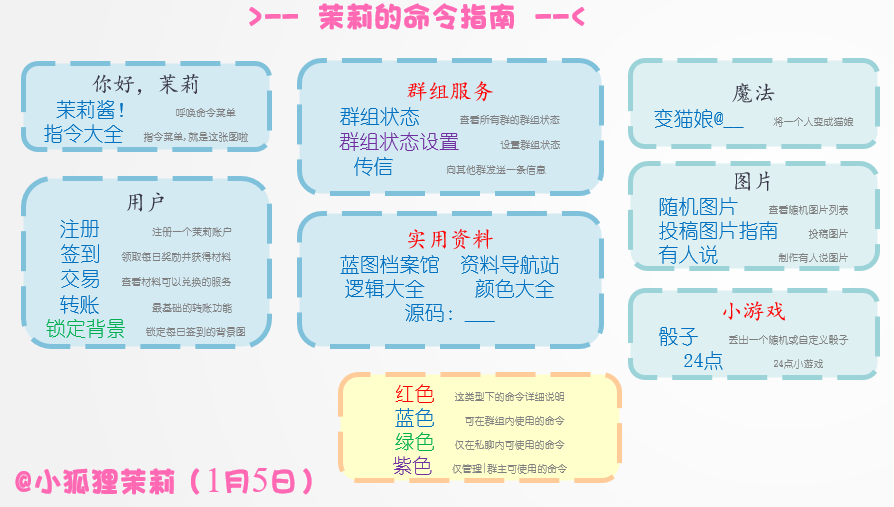 >-- 茉莉的命令指南 --<
你好，茉莉
茉莉酱! 呼唤命令菜单
指令大全 指令菜单,就是这张图啦
用户
注册 注册一个茉莉账户
签到 领取每日奖励并获得材料
交易 查看材料可以兑换的服务
转账 最基础的转账功能
锁定背景 锁定每日签到的背景图
群组服务
群组状态 查看所有群的群组状态
群组状态设置 设置群组状态
传信 向其他群发送一条信息
实用资料
蓝图档案馆 资料导航站
逻辑大全 颜色大全
源码: ___
魔法
变猫娘@__ 将一个人变成猫娘
图片
随机图片 查看随机图片列表
投稿图片指南 投稿图片
有人说 制作有人说图片
小游戏
骰子 丢出一个随机或自定义骰子
24点 24点小游戏
红色 这类型下的命令详细说明
蓝色 可在群组内使用的命令
绿色 仅在私聊内可使用的命令
紫色 仅管理|群主可使用的命令
@小狐狸茉莉（1月5日）